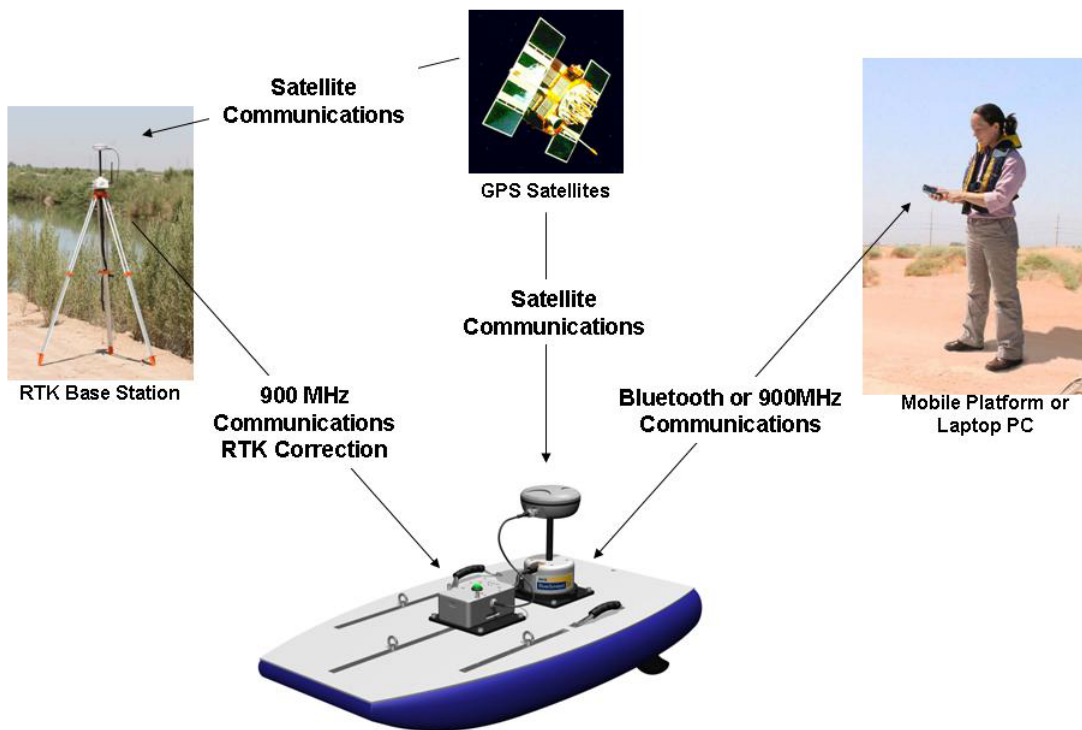 Satellite
Communications
GPS Satellites
RTK Base Station
Satellite
Communications
Mobile Platform or
Laptop PC
900 MHz
Communications
RTK Correction
Bluetooth or 900MHz
Communications